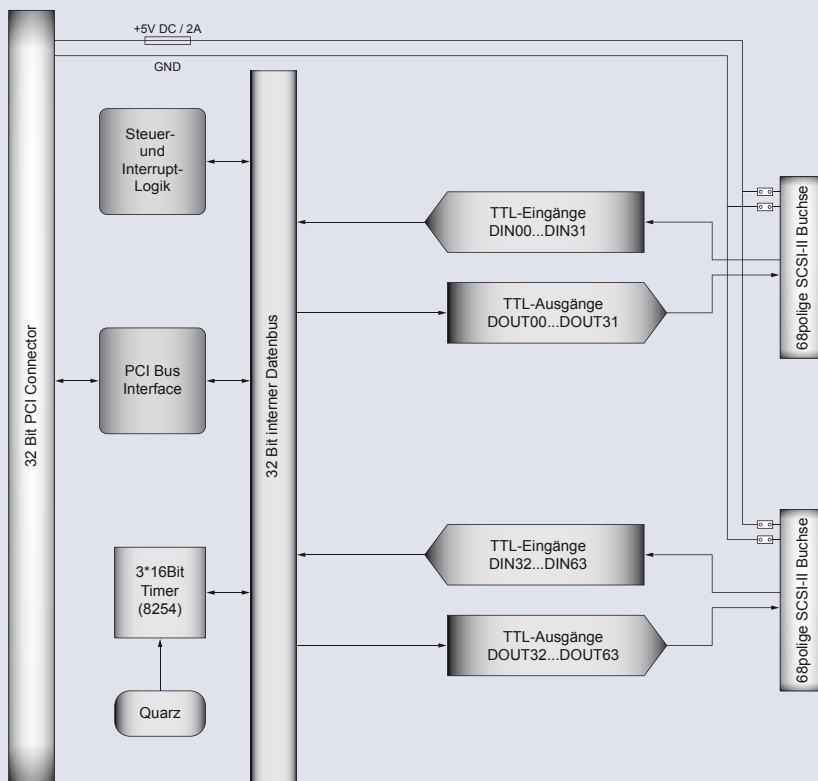 +5V DC / 2A
GND
Steuer-
und
Interrupt-
Logik
TTL-Eingänge
DIN00...DIN31
TTL-Ausgänge
DOUT00...DOUT31
68polige SCSI-II Buchse
32 Bit PCI Connector
PCI Bus
Interface
32 Bit interner Datenbus
TTL-Eingänge
DIN32...DIN63
3*16Bit
Timer
(8254)
TTL-Ausgänge
DOUT32...DOUT63
68polige SCSI-II Buchse
Quarz